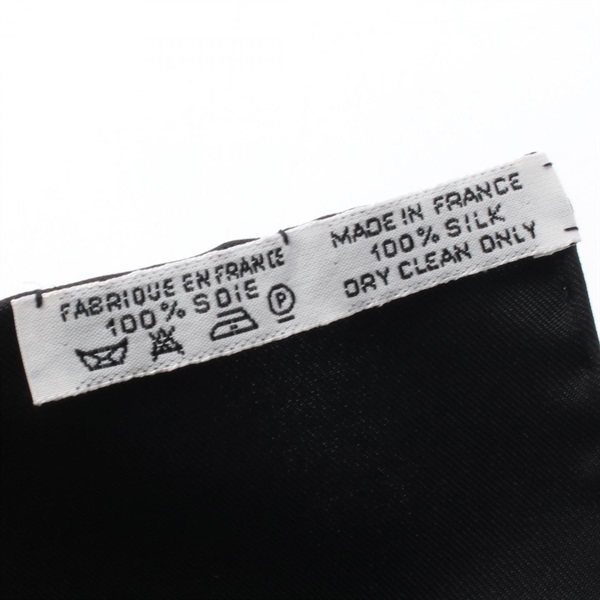 FABRIQUE EN FRANCE
100% SOIE
P
MADE IN FRANCE
100% SILK
DRY CLEAN ONLY